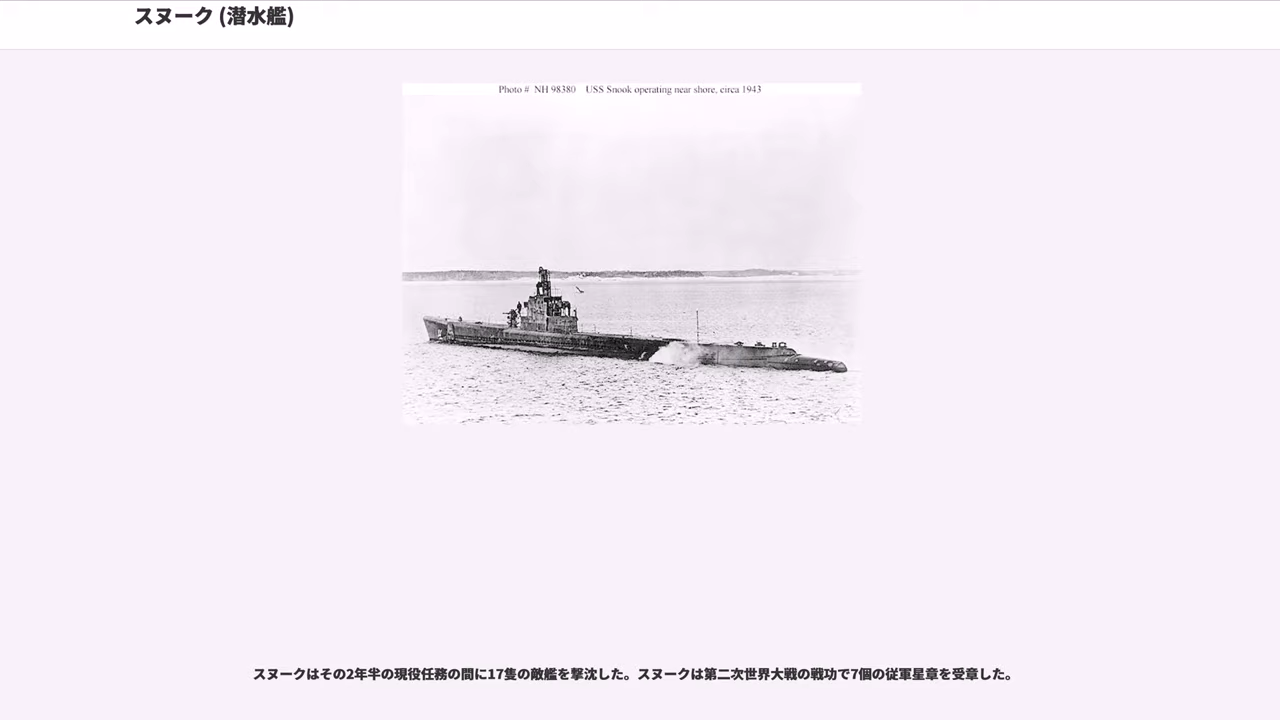 スヌーク (潜水艦)
Photo # NH 98380 USS Snook operating near shore, circa 1943
スヌークはその2年半の現役任務の間に17隻の敵艦を撃沈した。スヌークは第二次世界大戦の戦功で7個の従軍星章を受章した。